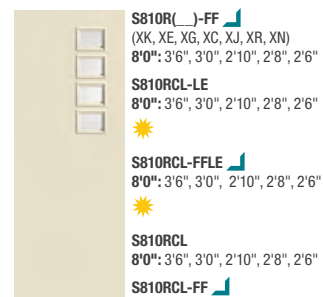 S810R(__)-FF
(XK, XE, XG, XC, XJ, XR, XN)
8'0": 3'6", 3'0", 2'10", 2'8", 2'6"
S810RCL-LE
8'0": 3'6", 3'0", 2'10", 2'8", 2'6"
S810RCL-FFLE
8'0": 3'6", 3'0", 2'10", 2'8", 2'6"
S810RCL
8'0": 3'6", 3'0", 2'10", 2'8", 2'6"
S810RCL-FF